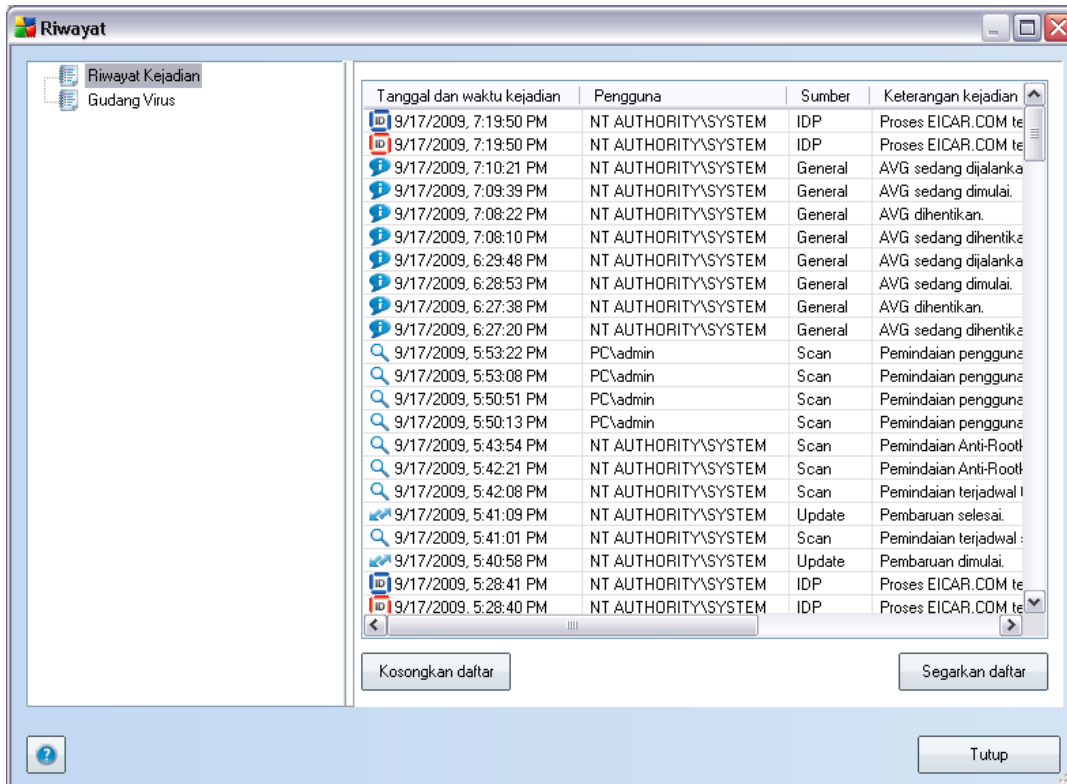 Riwayat
Riwayat Kejadian
Gudang Virus
Tanggal dan waktu kejadian Pengguna Sumber Keterangan kejadian
ID 9/17/2009, 7:19:50 PM NT AUTHORITY\SYSTEM IDP Proses EICAR.COM te
ID 9/17/2009, 7:19:50 PM NT AUTHORITY\SYSTEM IDP Proses EICAR.COM te
9/17/2009, 7:10:21 PM NT AUTHORITY\SYSTEM General AVG sedang dijalanka
9/17/2009, 7:09:39 PM NT AUTHORITY\SYSTEM General AVG sedang dimulai.
9/17/2009, 7:08:22 PM NT AUTHORITY\SYSTEM General AVG dihentikan.
9/17/2009, 7:08:10 PM NT AUTHORITY\SYSTEM General AVG sedang dihentika
9/17/2009, 6:29:48 PM NT AUTHORITY\SYSTEM General AVG sedang dijalanka
9/17/2009, 6:28:53 PM NT AUTHORITY\SYSTEM General AVG sedang dimulai.
9/17/2009, 6:27:38 PM NT AUTHORITY\SYSTEM General AVG dihentikan.
9/17/2009, 6:27:20 PM NT AUTHORITY\SYSTEM General AVG sedang dihentika
9/17/2009, 5:53:22 PM PC\admin Scan Pemindaian pengguna
9/17/2009, 5:53:08 PM PC\admin Scan Pemindaian pengguna
9/17/2009, 5:50:51 PM PC\admin Scan Pemindaian pengguna
9/17/2009, 5:50:13 PM PC\admin Scan Pemindaian pengguna
9/17/2009, 5:43:54 PM NT AUTHORITY\SYSTEM Scan Pemindaian Anti-Root
9/17/2009, 5:42:21 PM NT AUTHORITY\SYSTEM Scan Pemindaian Anti-Root
9/17/2009, 5:42:08 PM NT AUTHORITY\SYSTEM Scan Pemindaian terjadwal
9/17/2009, 5:41:09 PM NT AUTHORITY\SYSTEM Update Pembaruan selesai.
9/17/2009, 5:41:01 PM NT AUTHORITY\SYSTEM Scan Pemindaian terjadwal
9/17/2009, 5:40:58 PM NT AUTHORITY\SYSTEM Update Pembaruan dimulai.
ID 9/17/2009, 5:28:41 PM NT AUTHORITY\SYSTEM IDP Proses EICAR.COM te
ID 9/17/2009, 5:28:40 PM NT AUTHORITY\SYSTEM IDP Proses EICAR.COM te
Kosongkan daftar Segarkan daftar
? Tutup